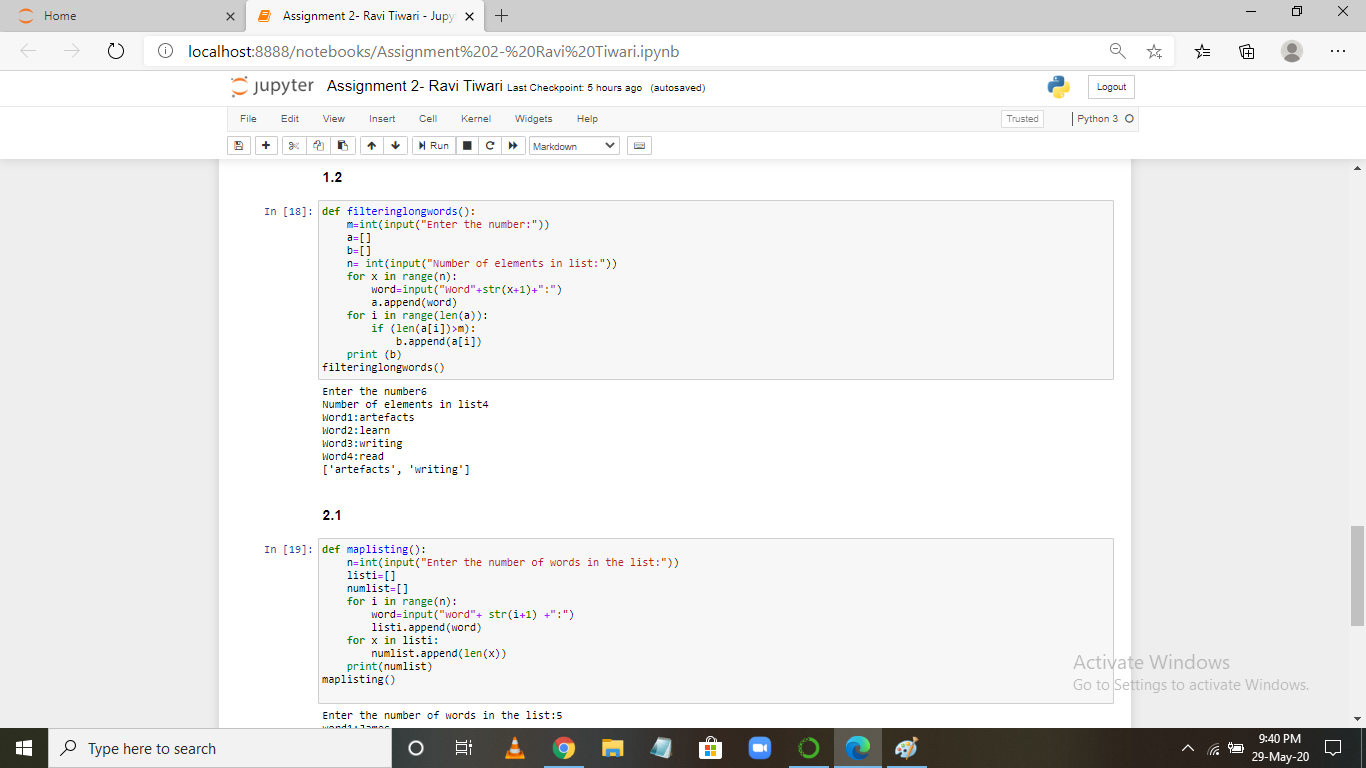 Home
Assignment 2- Ravi Tiwari - Jupy
localhost:8888/notebooks/Assignment%202-%20Ravi%20Tiwari.ipynb
jupyter Assignment 2- Ravi Tiwari Last Checkpoint: 5 hours ago (autosaved)
Logout
File Edit View Insert Cell Kernel Widgets Help
Trusted
Python 3
Run
Markdown
1.2
In [18]: def filteringlongwords():
    m=int(input("Enter the number:"))
    a=[]
    b=[]
    n= int(input("Number of elements in list:"))
    for x in range(n):
        word=input("Word"+str(x+1)+":")
        a.append(word)
    for i in range(len(a)):
        if (len(a[i])>m):
            b.append(a[i])
    print (b)
filteringlongwords()
Enter the number6
Number of elements in list4
Word1:artefacts
Word2:learn
Word3:writing
Word4:read
['artefacts', 'writing']
2.1
In [19]: def maplisting():
    n=int(input("Enter the number of words in the list:"))
    listi=[]
    numlist=[]
    for i in range(n):
        word=input("word"+ str(i+1) +":")
        listi.append(word)
    for x in listi:
        numlist.append(len(x))
    print(numlist)
maplisting()
Enter the number of words in the list:5
Activate Windows
Go to Settings to activate Windows.
Type here to search
9:40 PM
29-May-20